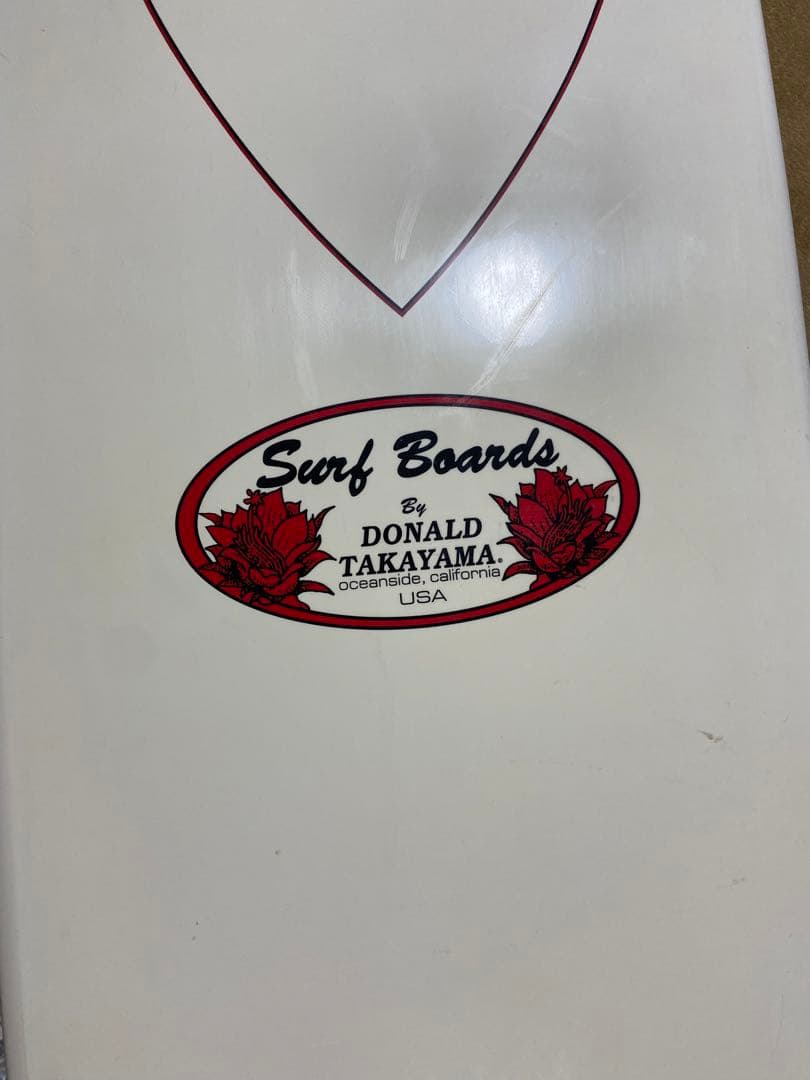 Surf Boards
By
DONALD
TAKAYAMA®
oceanside, california
USA